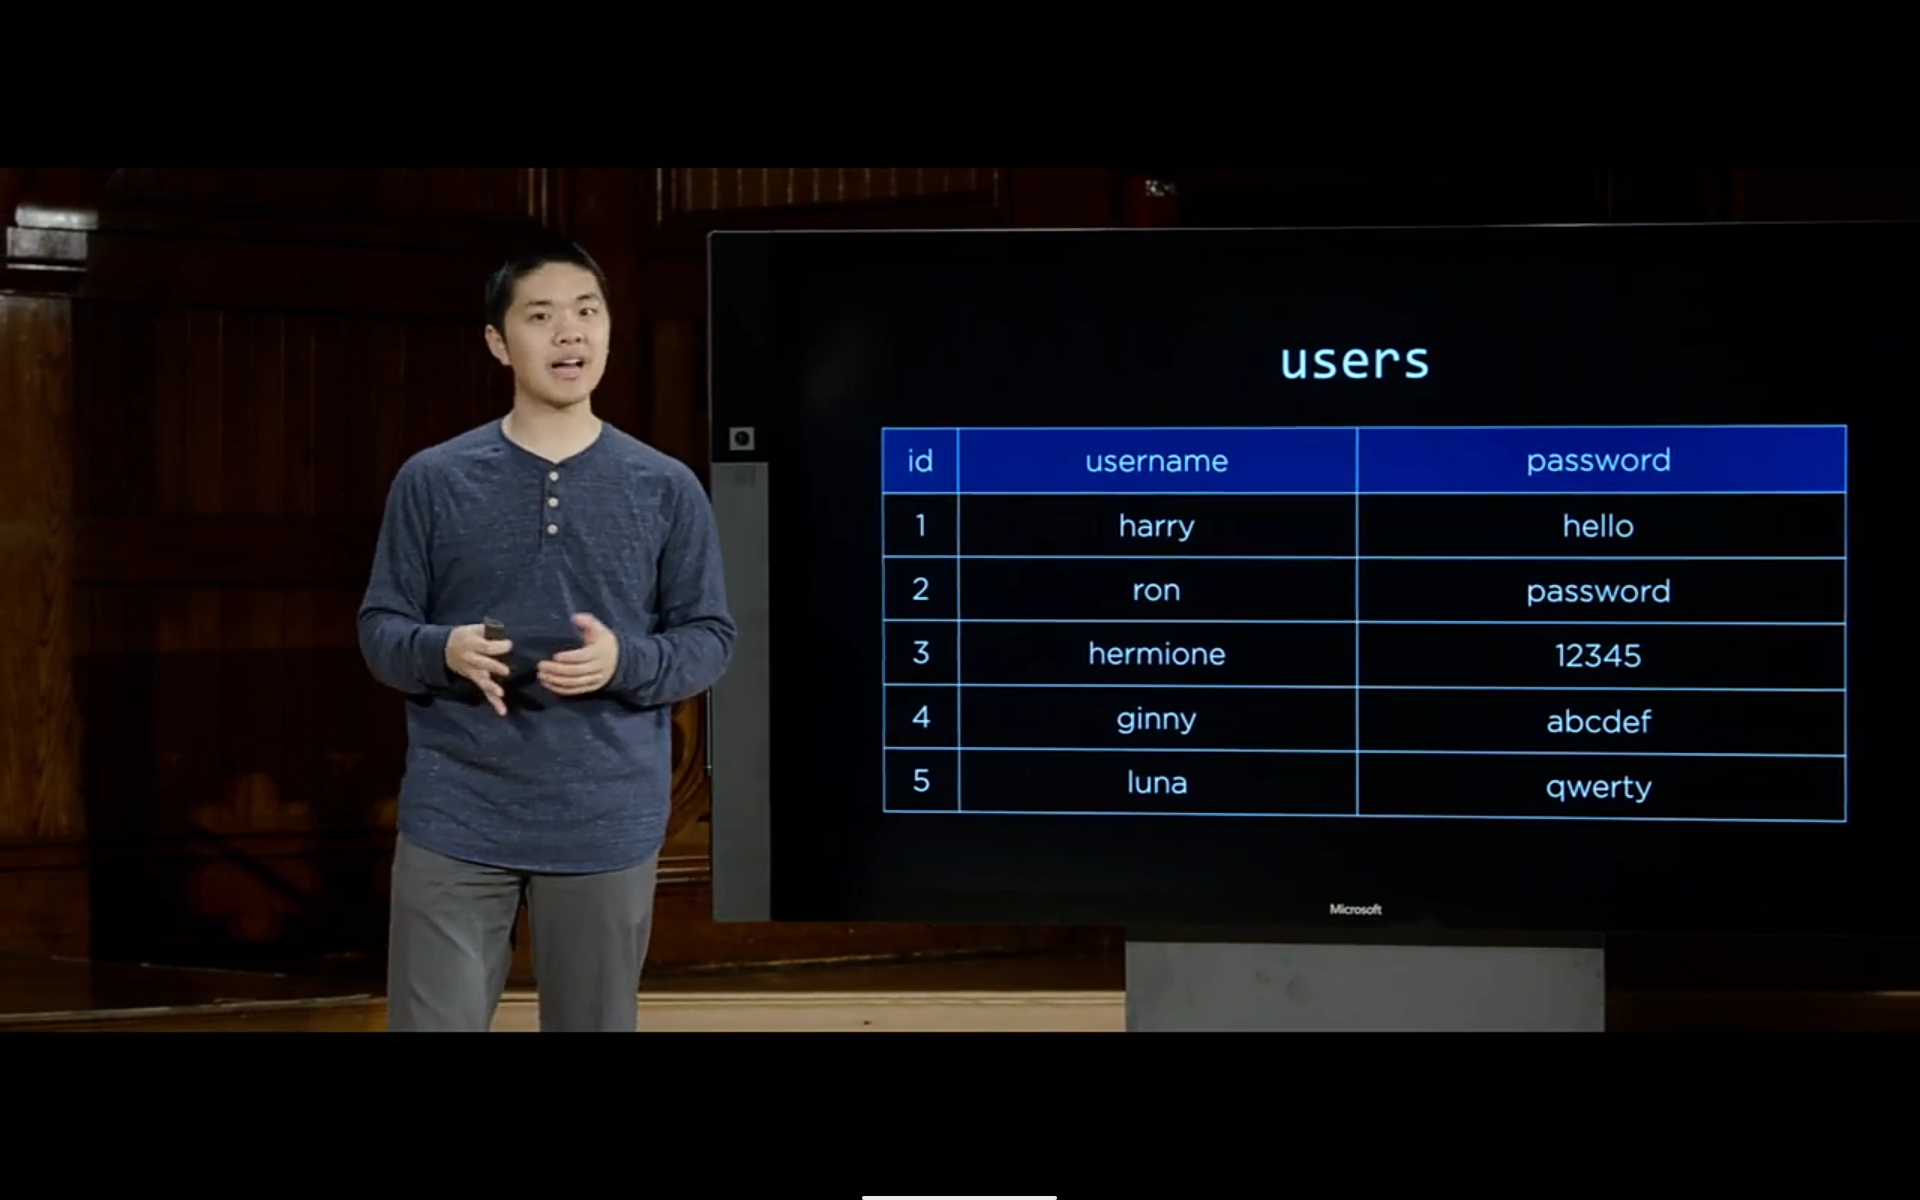 users
id username password
1 harry hello
2 ron password
3 hermione 12345
4 ginny abcdef
5 luna qwerty
Microsoft